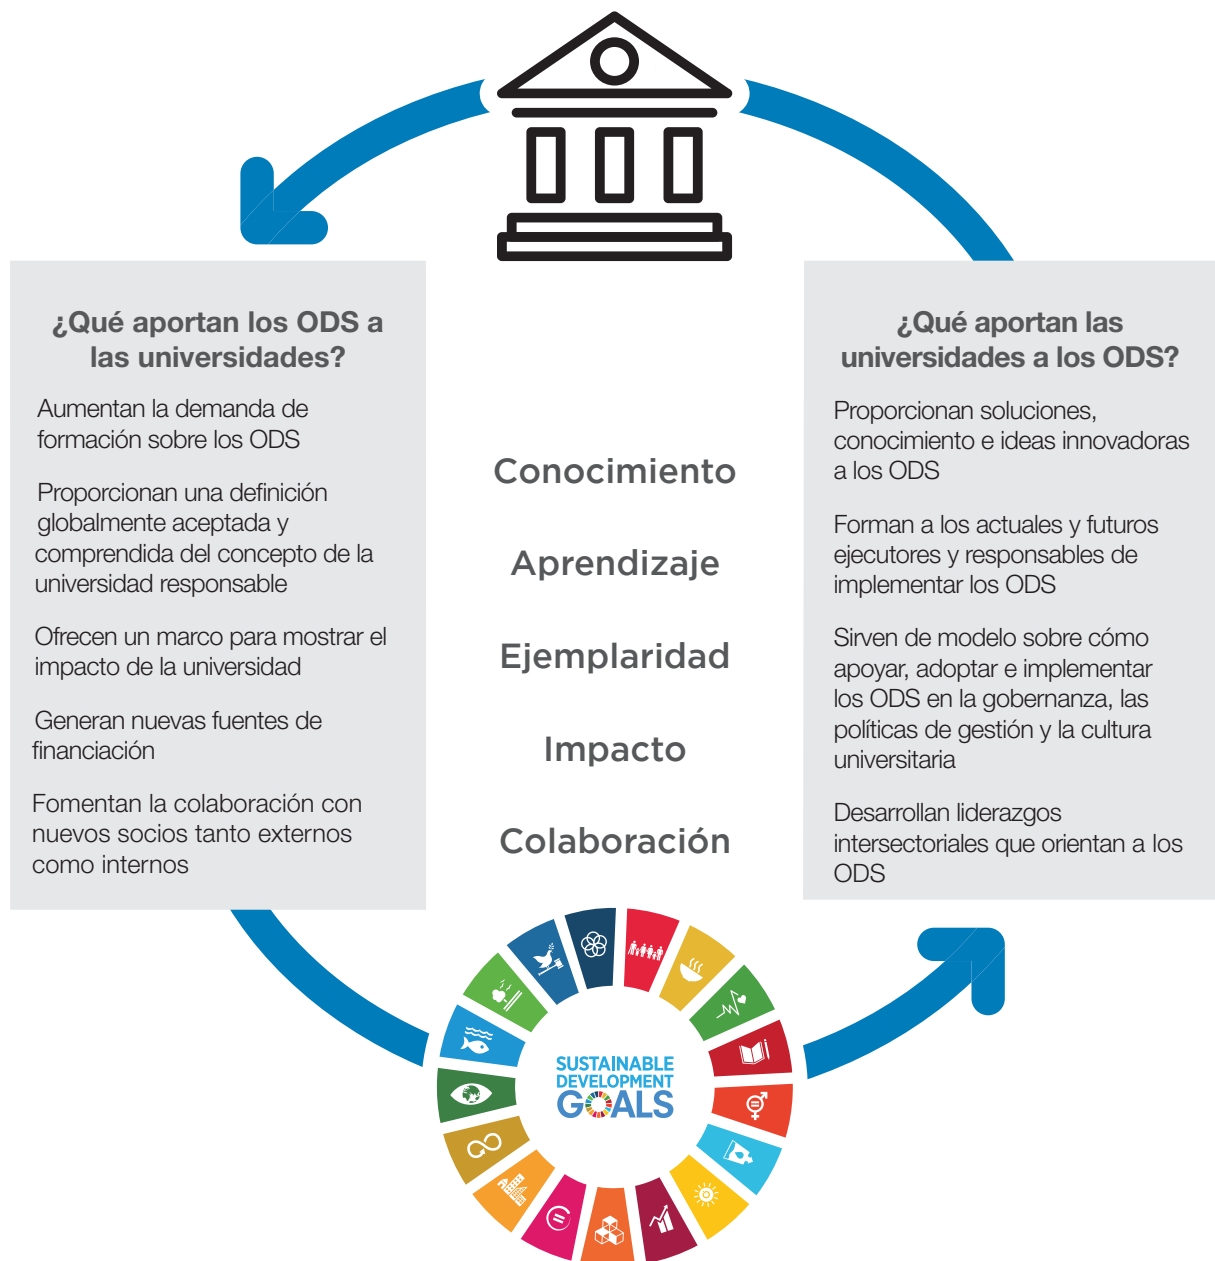 ¿Qué aportan los ODS a
las universidades?
Aumentan la demanda de
formación sobre los ODS
Proporcionan una definición
globalmente aceptada y
comprendida del concepto de la
universidad responsable
Ofrecen un marco para mostrar el
impacto de la universidad
Generan nuevas fuentes de
financiación
Fomentan la colaboración con
nuevos socios tanto externos
como internos
Conocimiento
Aprendizaje
Ejemplaridad
Impacto
Colaboración
¿Qué aportan las
universidades a los ODS?
Proporcionan soluciones,
conocimiento e ideas innovadoras
a los ODS
Forman a los actuales y futuros
ejecutores y responsables de
implementar los ODS
Sirven de modelo sobre cómo
apoyar, adoptar e implementar
los ODS en la gobernanza, las
políticas de gestión y la cultura
universitaria
Desarrollan liderazgos
intersectoriales que orientan a los
ODS
SUSTAINABLE
DEVELOPMENT
GOALS